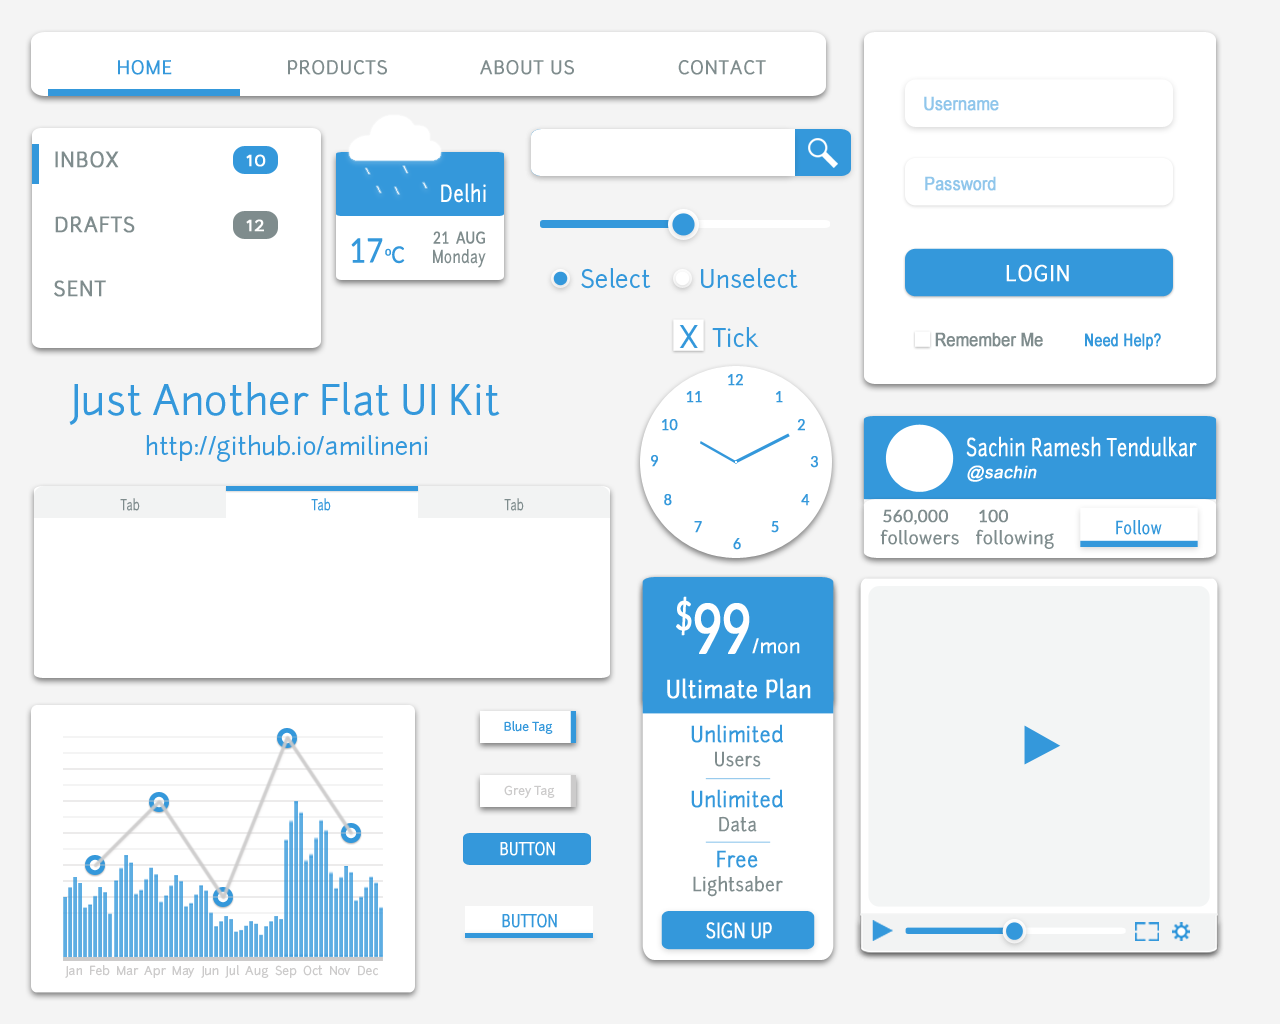 HOME PRODUCTS ABOUT US CONTACT
INBOX 10
DRAFTS 12
SENT
Delhi
17ºC
21 AUG
Monday
Select Unselect
X Tick
Username
Password
LOGIN
Remember Me Need Help?
Just Another Flat UI Kit
http://github.io/amilineni
12
1
2
3
4
5
6
7
8
9
10
11
Sachin Ramesh Tendulkar
@sachin
560,000 100
followers following
Follow
Tab Tab Tab
$99/mon
Ultimate Plan
Unlimited
Users
Unlimited
Data
Free
Lightsaber
SIGN UP
Blue Tag
Grey Tag
BUTTON
BUTTON
Jan Feb Mar Apr May Jun Jul Aug Sep Oct Nov Dec